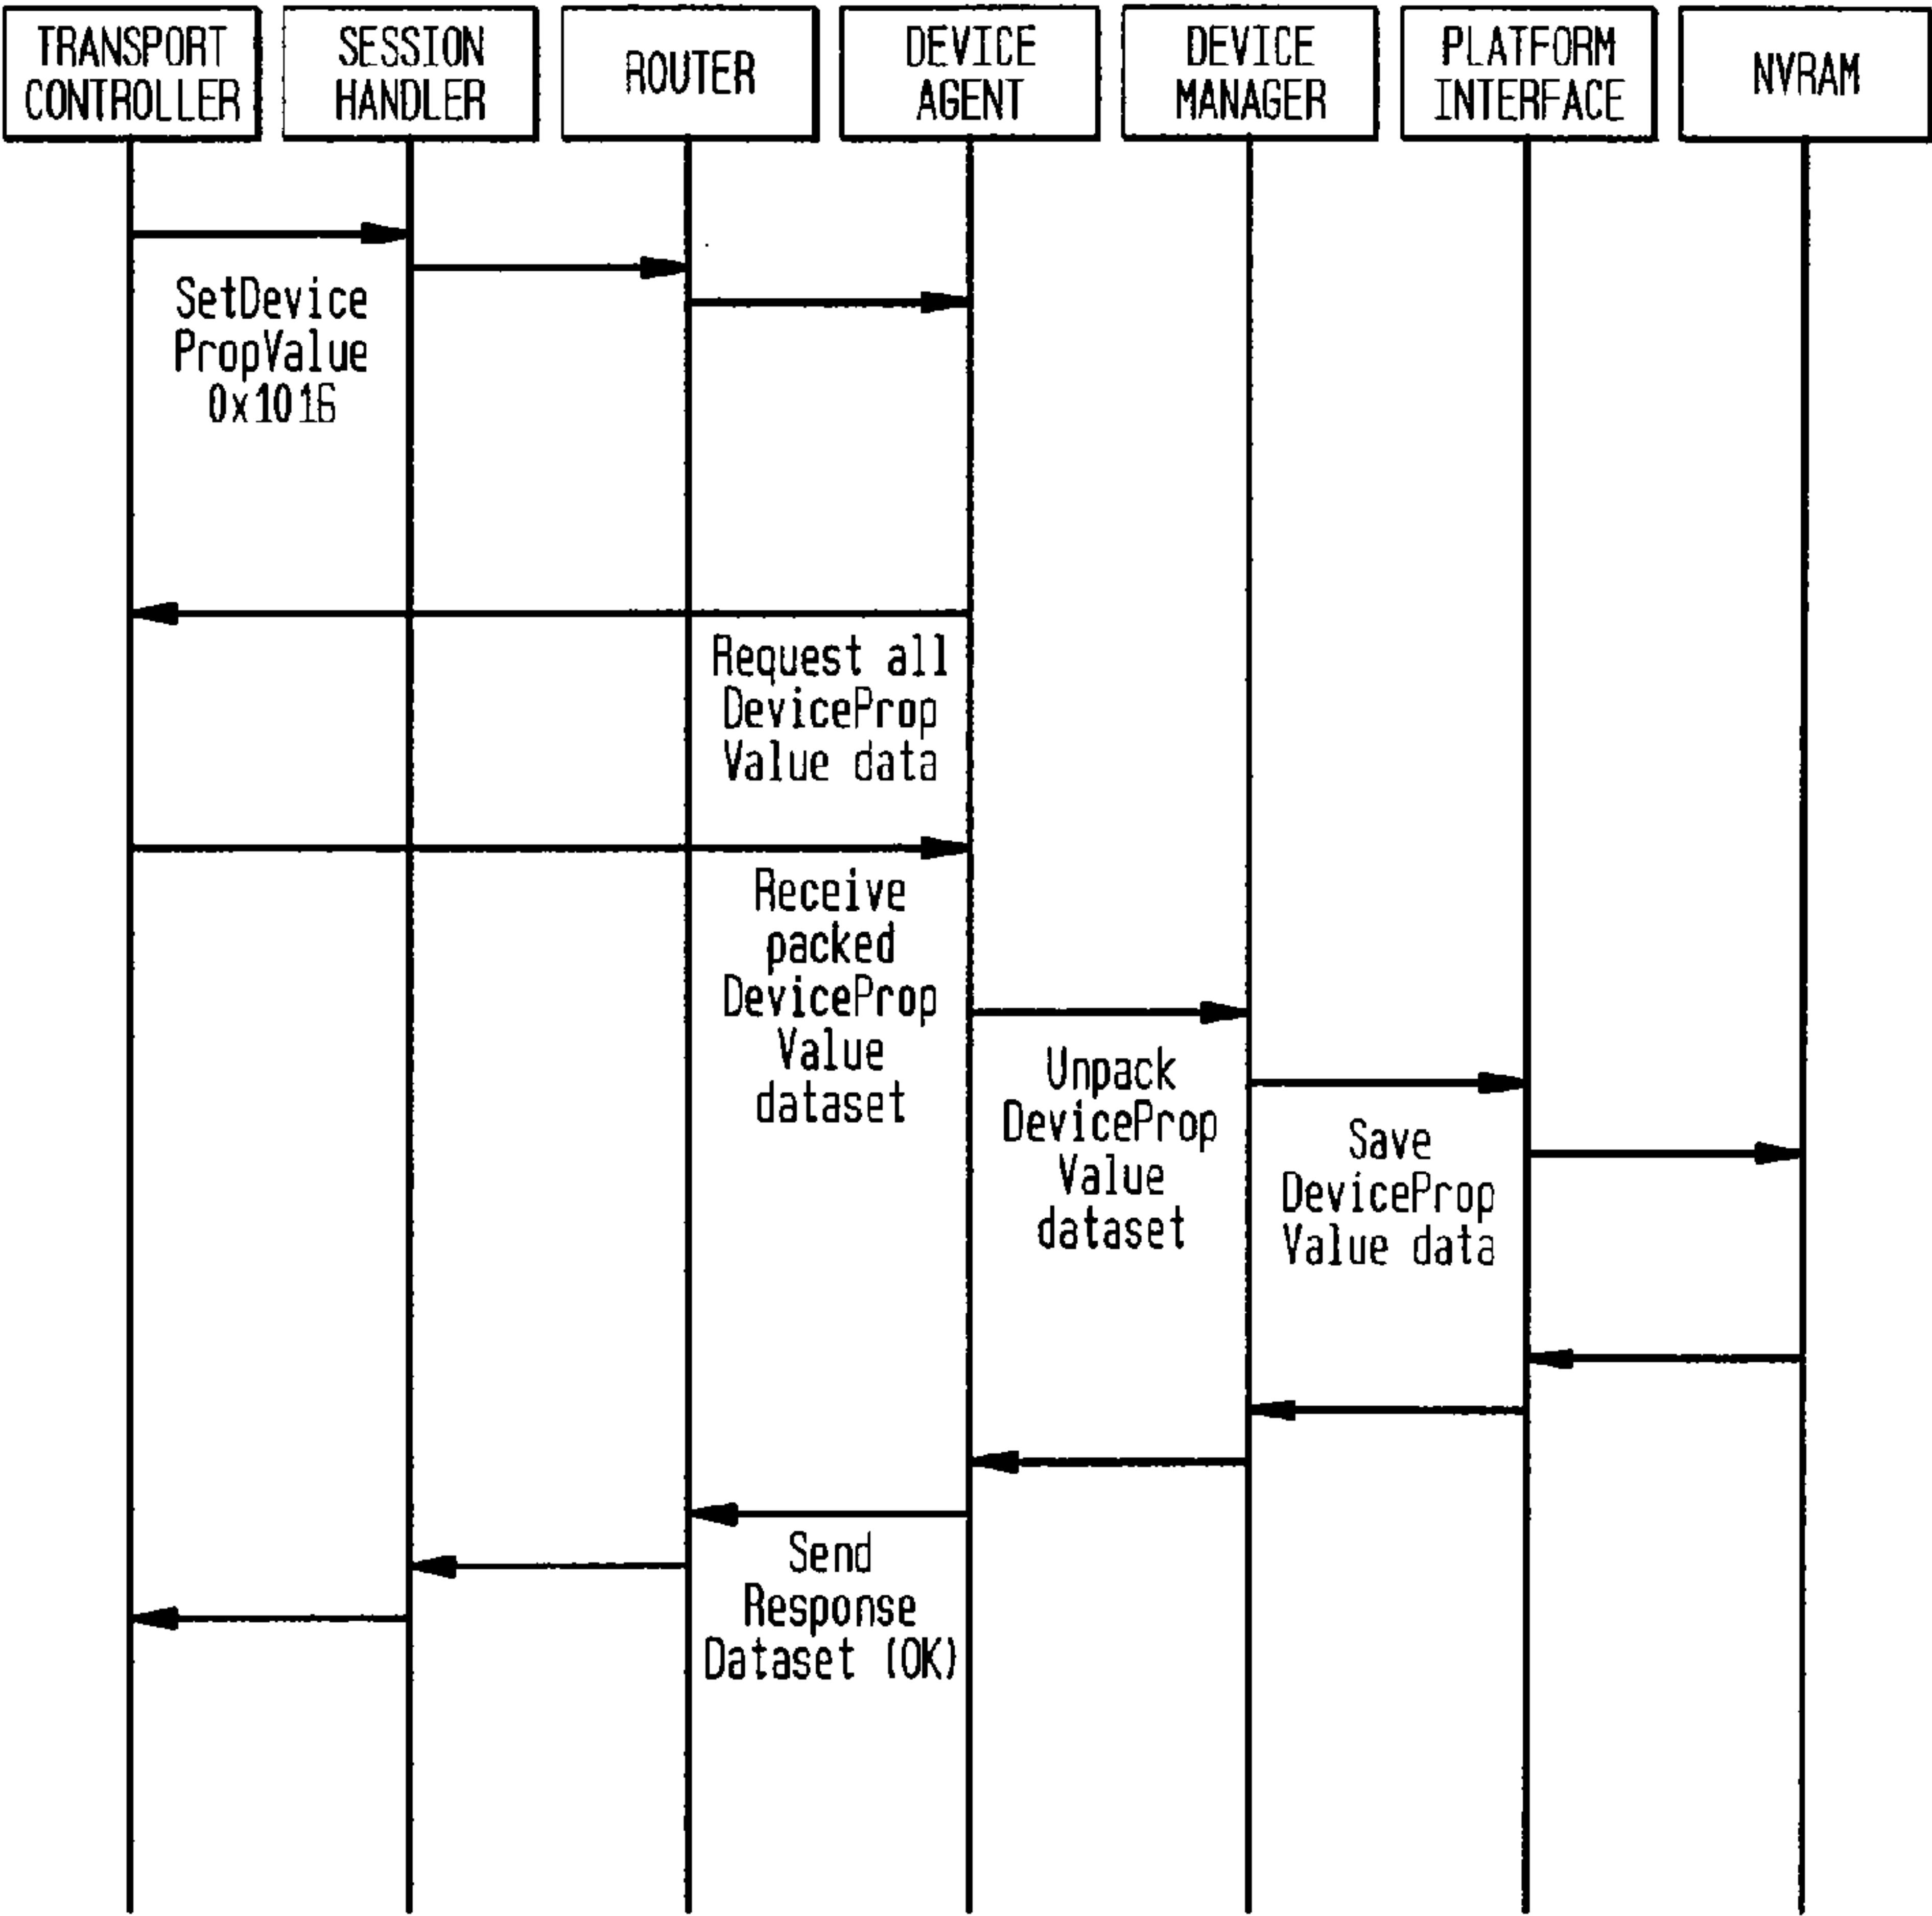 TRANSPORT
CONTROLLER
SESSION
HANDLER
ROUTER
DEVICE
AGENT
DEVICE
MANAGER
PLATFORM
INTERFACE
NVRAM
SetDevice
PropValue
0x1016
Request all
DeviceProp
Value data
Receive
packed
DeviceProp
Value
dataset
Unpack
DeviceProp
Value
dataset
Save
DeviceProp
Value data
Send
Response
Dataset (OK)